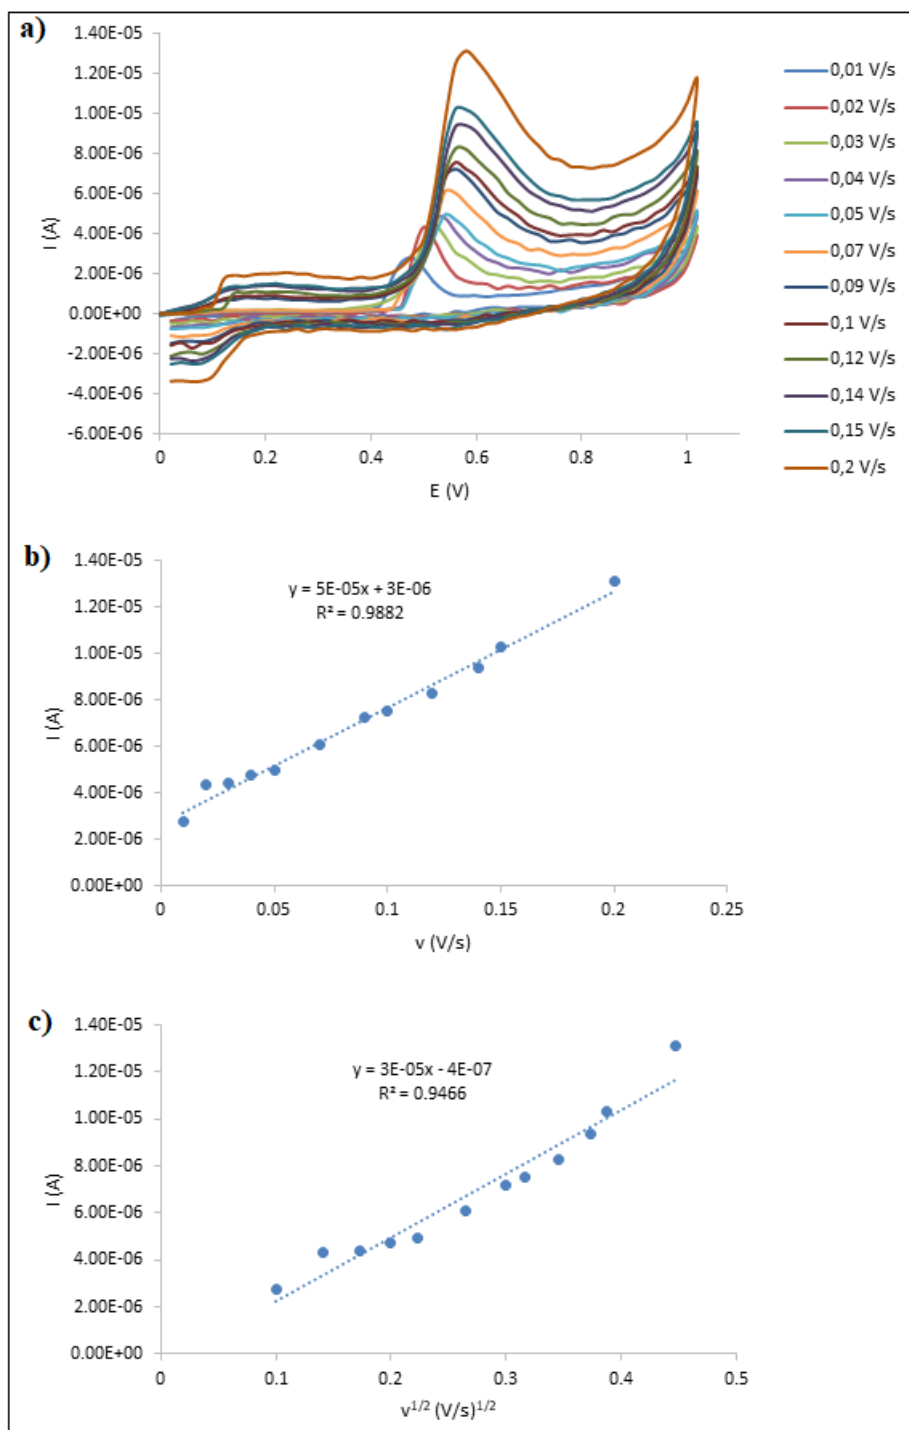 a)
1.40E-05
1.20E-05
1.00E-05
8.00E-06
6.00E-06
4.00E-06
2.00E-06
0.00E+00
-2.00E-06
-4.00E-06
-6.00E-06
I (A)
0 0.2 0.4 0.6 0.8 1
E (V)
0,01 V/s
0,02 V/s
0,03 V/s
0,04 V/s
0,05 V/s
0,07 V/s
0,09 V/s
0,1 V/s
0,12 V/s
0,14 V/s
0,15 V/s
0,2 V/s
b)
1.40E-05
1.20E-05
1.00E-05
8.00E-06
6.00E-06
4.00E-06
2.00E-06
0.00E+00
I (A)
y = 5E-05x + 3E-06
R² = 0.9882
0 0.05 0.1 0.15 0.2 0.25
v (V/s)
c)
1.40E-05
1.20E-05
1.00E-05
8.00E-06
6.00E-06
4.00E-06
2.00E-06
0.00E+00
I (A)
y = 3E-05x - 4E-07
R² = 0.9466
0 0.1 0.2 0.3 0.4 0.5
v^1/2 (V/s)^1/2